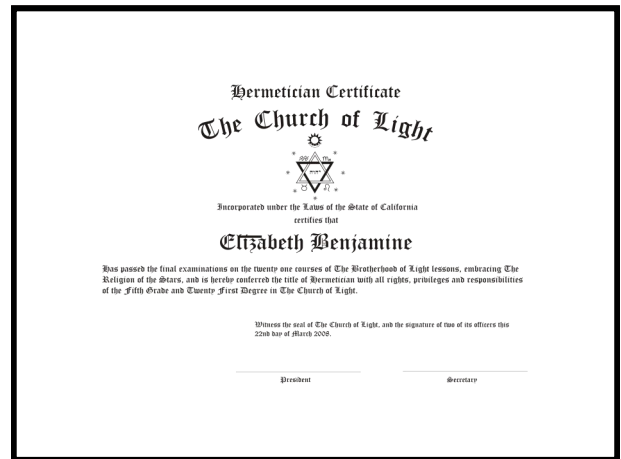 Hermetician Certificate
The Church of Light
Incorporated under the Laws of the State of California
certifies that
Elizabeth Benjamine
Has passed the final examinations on the twenty one courses of The Brotherhood of Light lessons, embracing The
Religion of the Stars, and is hereby conferred the title of Hermetician with all rights, privileges and responsibilities
of the Fifth Grade and Twenty First Degree in The Church of Light.
Witness the seal of The Church of Light, and the signature of two of its officers this
22nd day of March 2008.
President Secretary